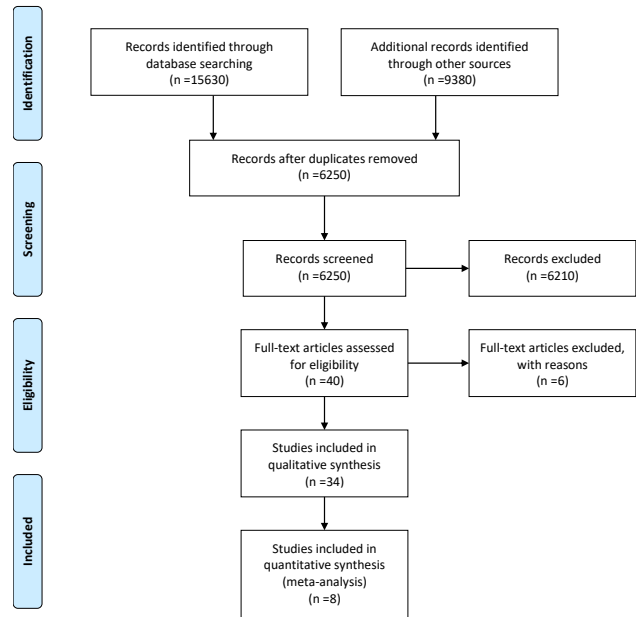 Identification
Records identified through
database searching
(n =15630)
Additional records identified
through other sources
(n =9380)
Records after duplicates removed
(n =6250)
Screening
Records screened
(n =6250)
Records excluded
(n =6210)
Eligibility
Full-text articles assessed
for eligibility
(n =40)
Full-text articles excluded,
with reasons
(n =6)
Studies included in
qualitative synthesis
(n =34)
Included
Studies included in
quantitative synthesis
(meta-analysis)
(n =8)